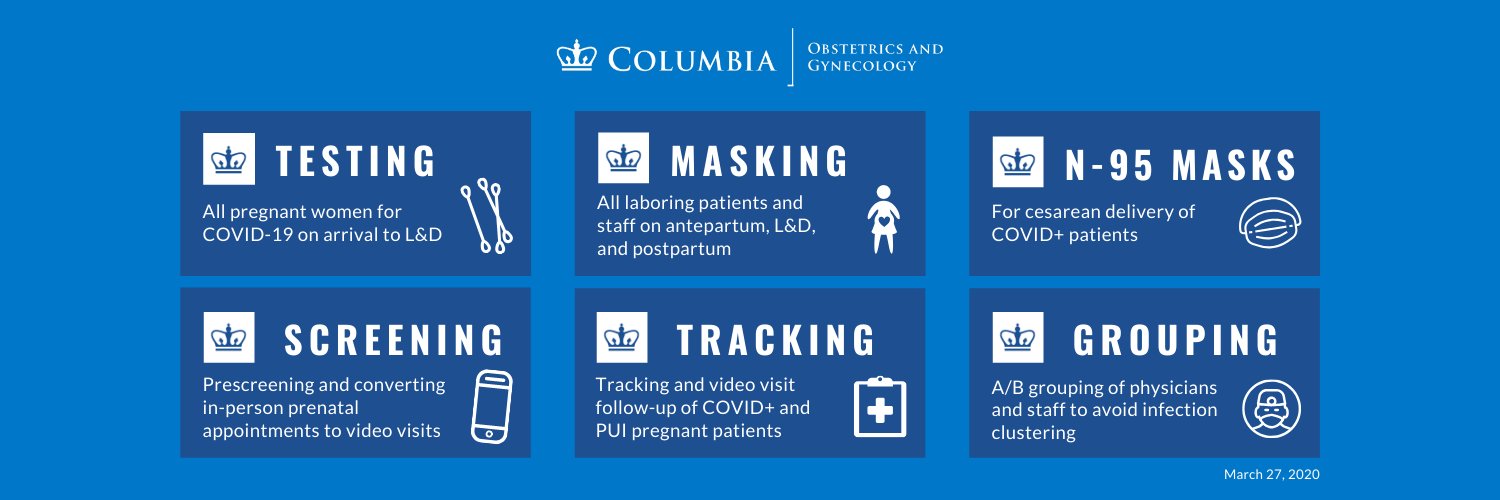 COLUMBIA
OBSTETRICS AND
GYNECOLOGY
TESTING
All pregnant women for
COVID-19 on arrival to L&D
MASKING
All laboring patients and
staff on antepartum, L&D,
and postpartum
N-95 MASKS
For cesarean delivery of
COVID+ patients
SCREENING
Prescreening and converting
in-person prenatal
appointments to video visits
TRACKING
Tracking and video visit
follow-up of COVID+ and
PUI pregnant patients
GROUPING
A/B grouping of physicians
and staff to avoid infection
clustering
March 27, 2020